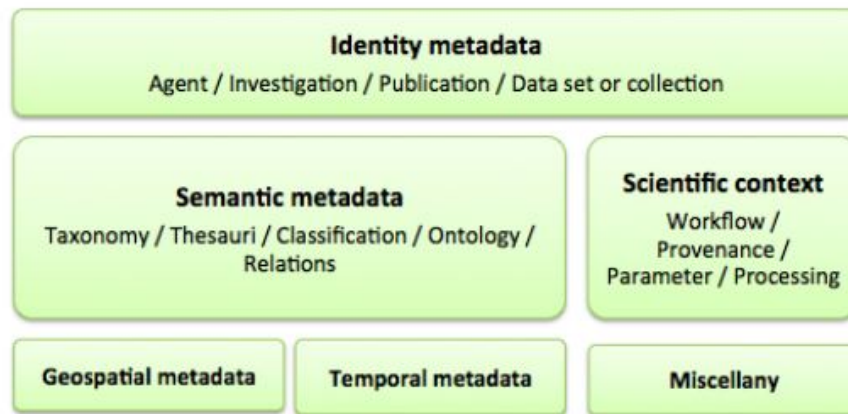 Identity metadata
Agent / Investigation / Publication / Data set or collection
Semantic metadata
Taxonomy / Thesauri / Classification / Ontology /
Relations
Scientific context
Workflow /
Provenance /
Parameter / Processing
Geospatial metadata
Temporal metadata
Miscellany